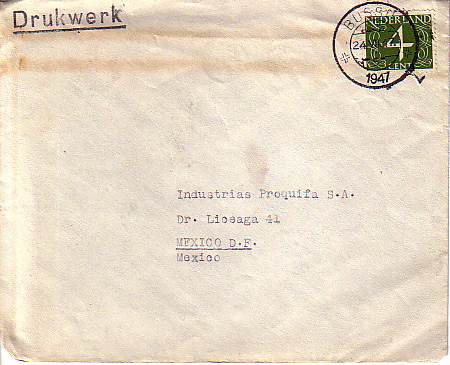 Drukwerk
NEDERLAND
4
CENT
1947
Industrias Proquifa S.A.
Dr. Liceaga 41
MEXICO D.F.
Mexico